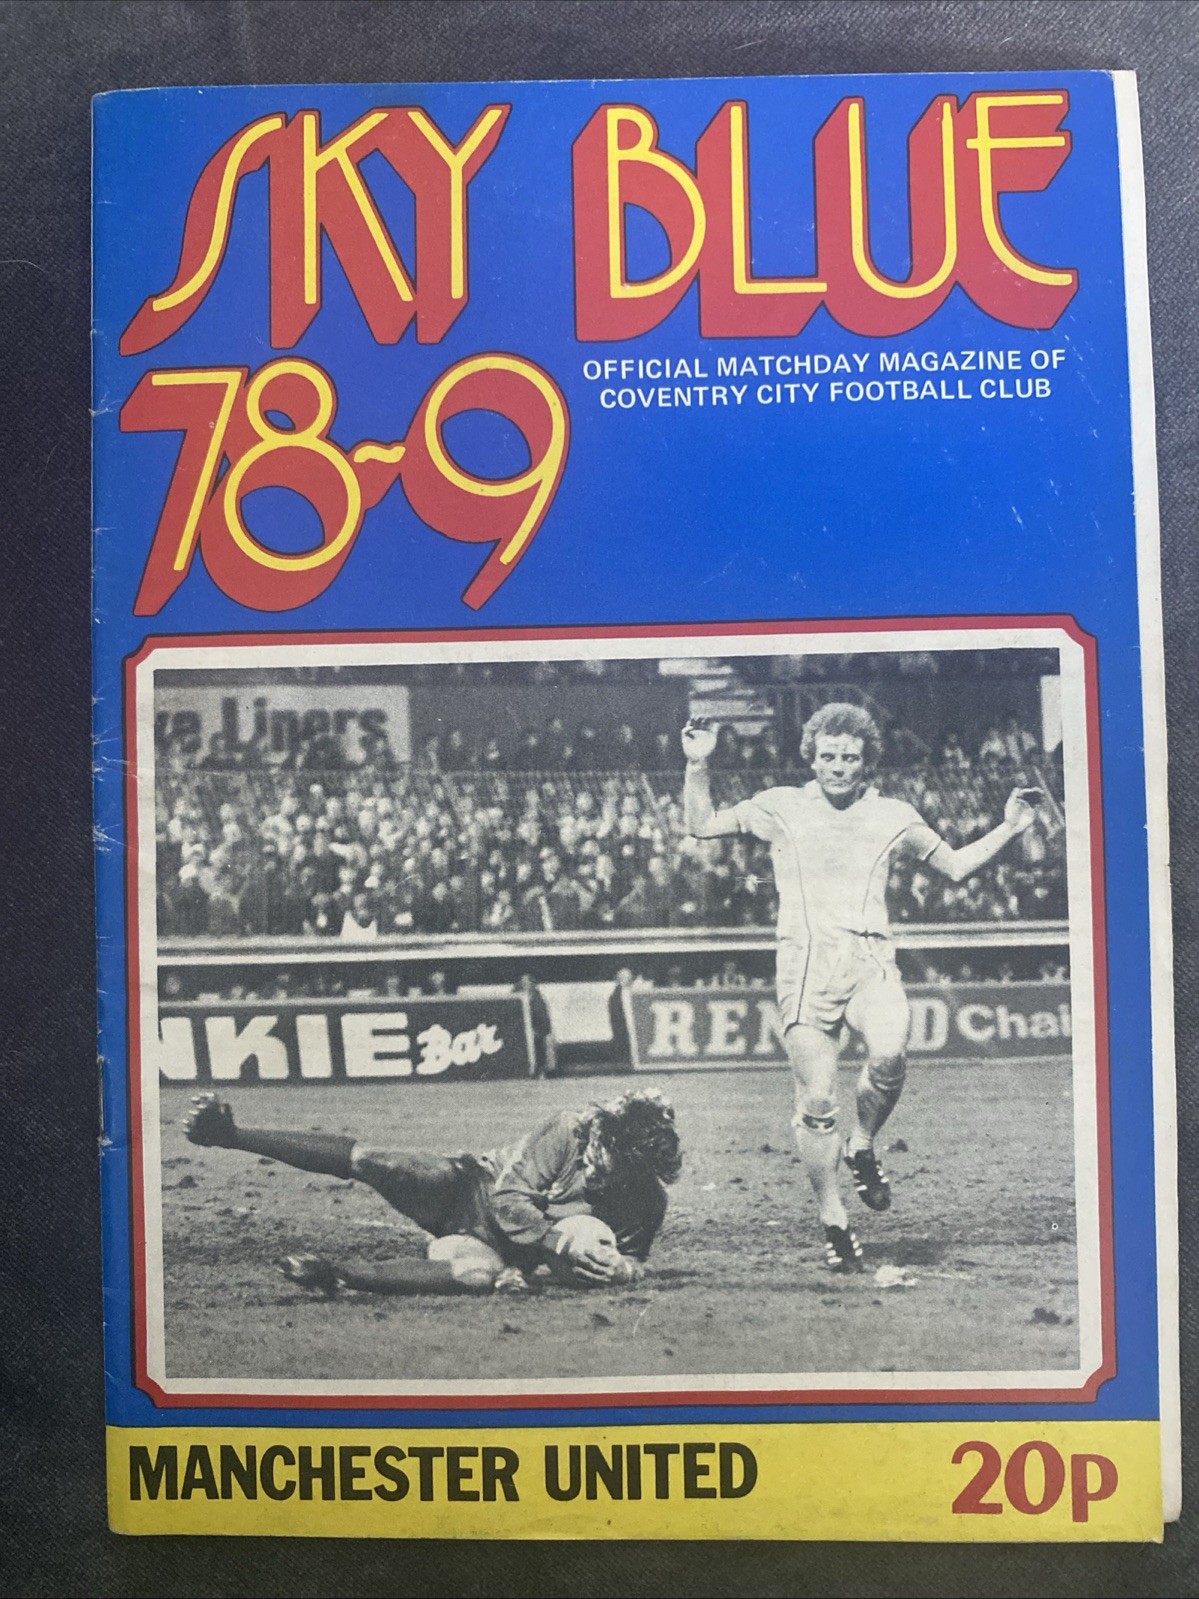 SKY BLUE
78~9
OFFICIAL MATCHDAY MAGAZINE OF
COVENTRY CITY FOOTBALL CLUB
Liners
NKIE Bar
REN D Chai
MANCHESTER UNITED
20p